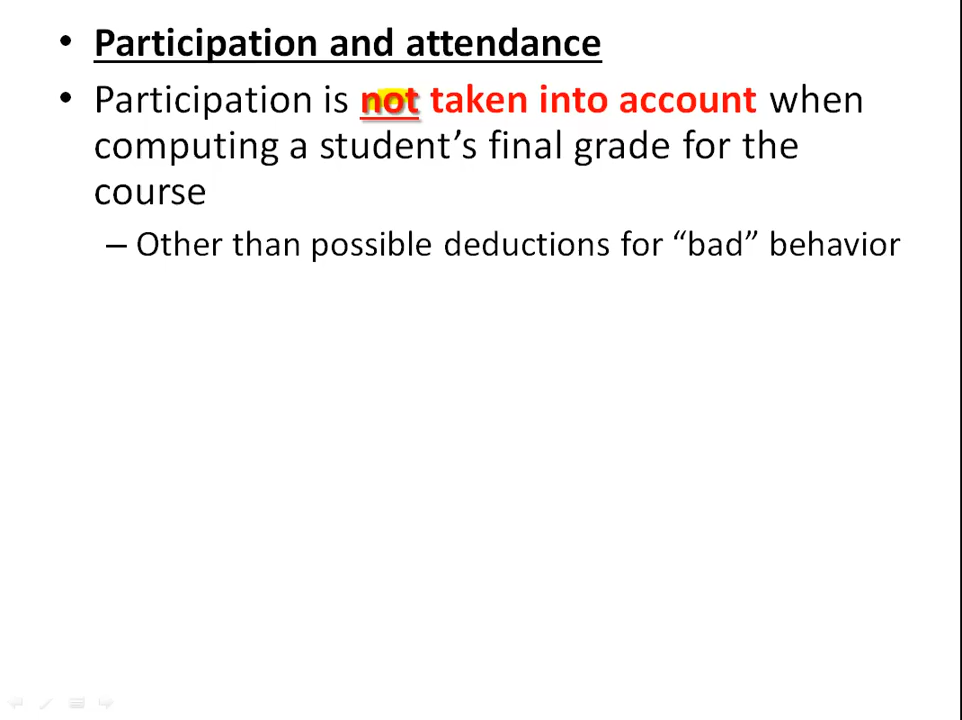 • Participation and attendance
• Participation is not taken into account when
computing a student’s final grade for the
course
– Other than possible deductions for “bad” behavior